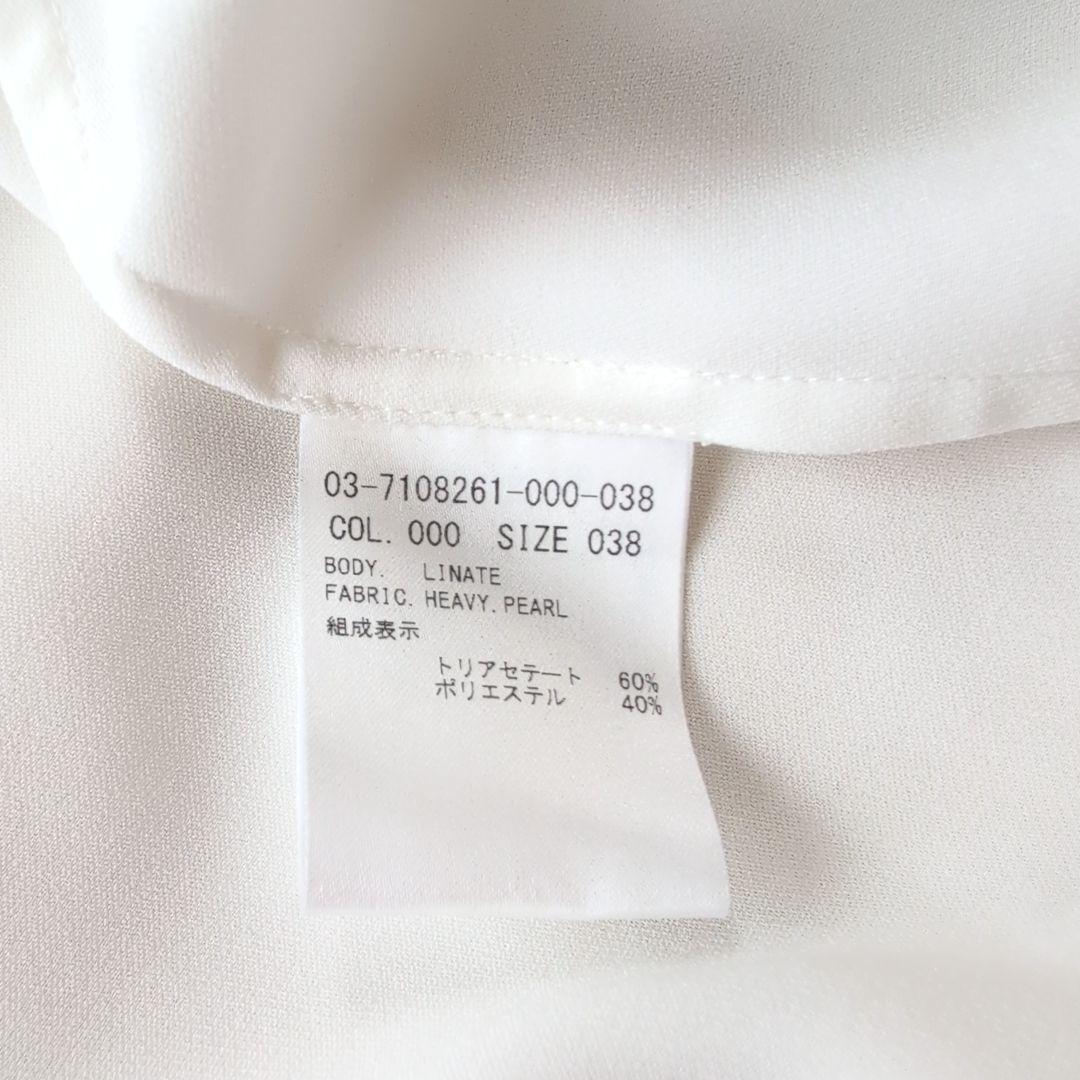 03-7108261-000-038
COL. 000 SIZE 038
BODY. LINATE
FABRIC. HEAVY. PEARL
組成表示
トリアセテート 60%
ポリエステル 40%